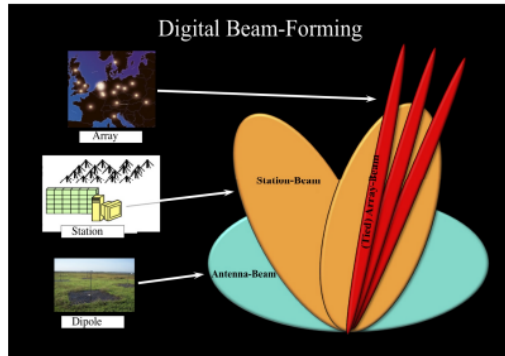 Digital Beam-Forming
Array
Station-Beam
(Tied) Array-Beam
Station
Antenna-Beam
Dipole